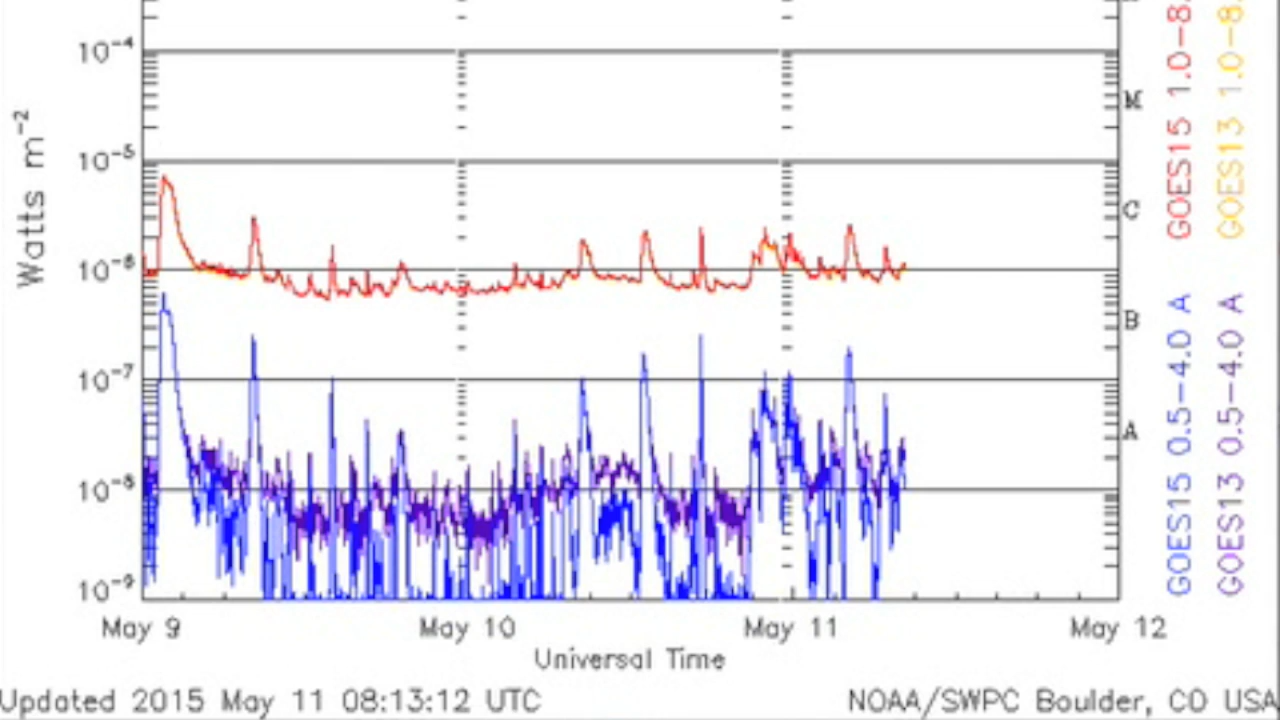 10-4
10-5
10-6
10-7
10-8
10-9
Watts m-2
M
C
B
A
May 9
May 10
May 11
May 12
Universal Time
GOES15 1.0-8.
GOES13 1.0-8.
GOES15 0.5-4.0 A
GOES13 0.5-4.0 A
Updated 2015 May 11 08:13:12 UTC
NOAA/SWPC Boulder, CO USA